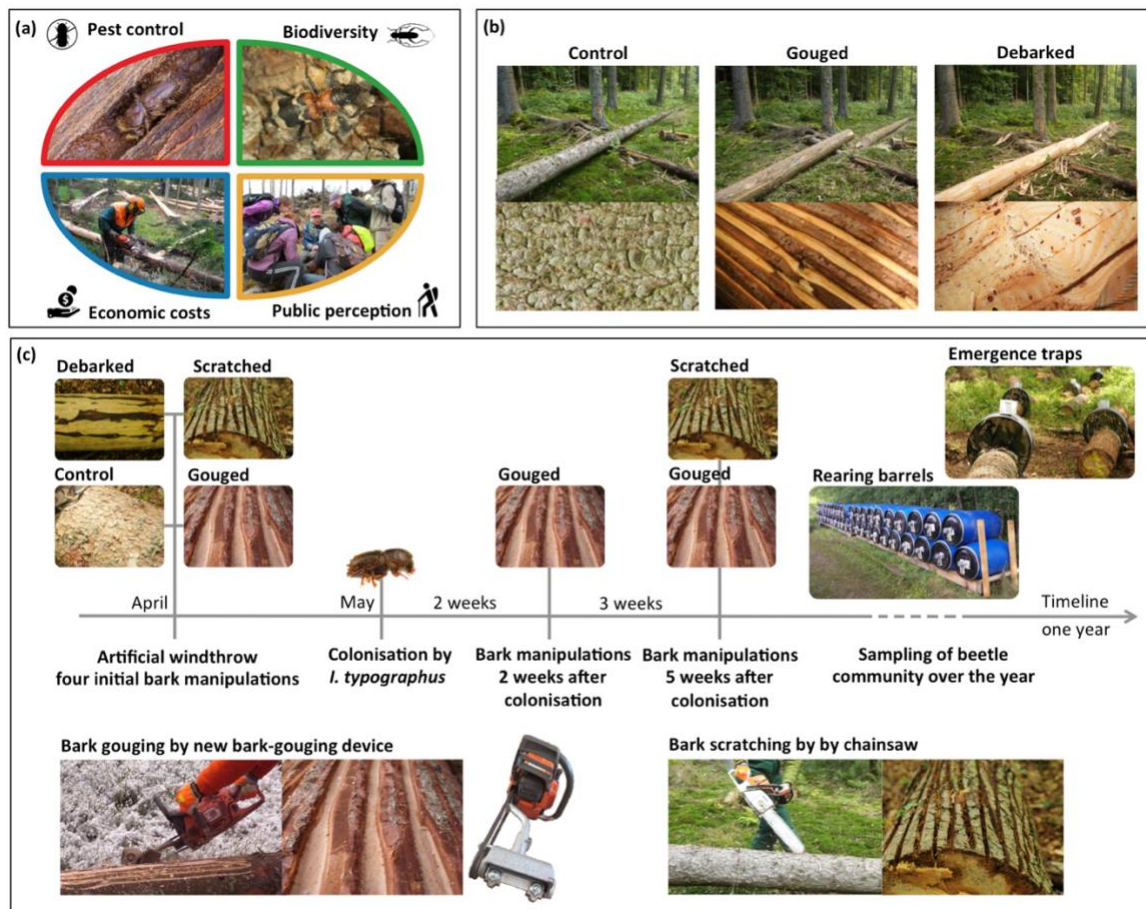 (a)
Pest control
Biodiversity
$
Economic costs
Public perception
(b)
Control
Gouged
Debarked
(c)
Debarked
Scratched
Control
Gouged
Gouged
Scratched
Gouged
Emergence traps
Rearing barrels
April
May
2 weeks
3 weeks
Timeline
one year
Artificial windthrow
four initial bark manipulations
Colonisation by
I. typographus
Bark manipulations
2 weeks after
colonisation
Bark manipulations
5 weeks after
colonisation
Sampling of beetle
community over the year
Bark gouging by new bark-gouging device
Bark scratching by by chainsaw